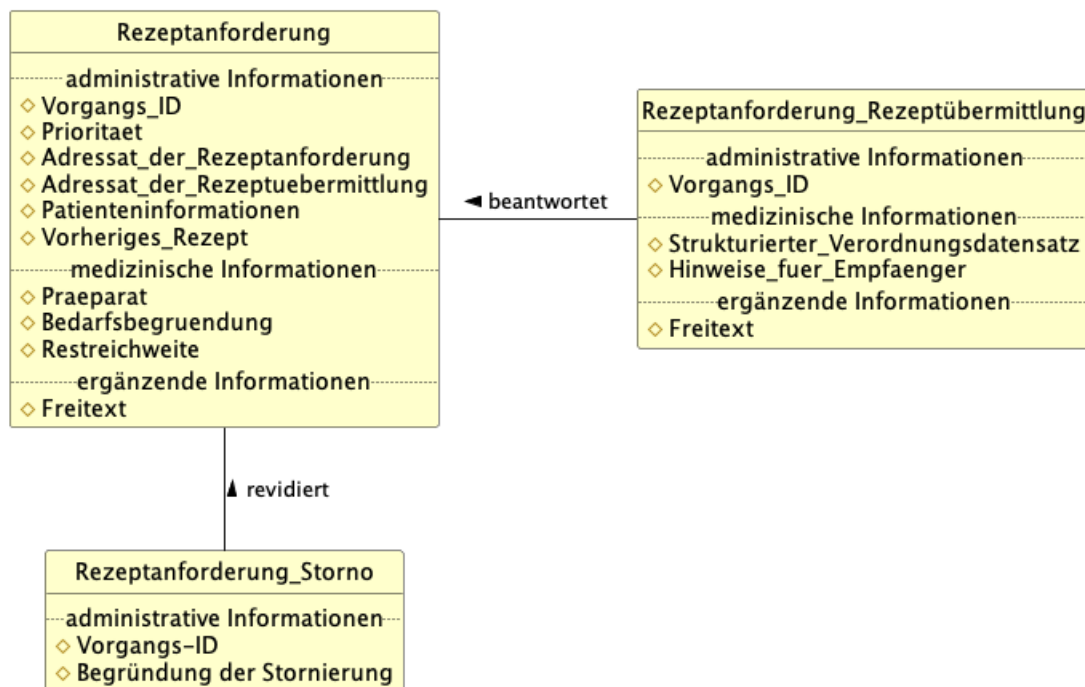 Rezeptanforderung
administrative Informationen
Vorgangs_ID
Prioritaet
Adressat_der_Rezeptanforderung
Adressat_der_Rezeptuebermittlung
Patienteninformationen
Vorheriges_Rezept
medizinische Informationen
Praeparat
Bedarfsbegruendung
Restreichweite
ergänzende Informationen
Freitext
beantwortet
Rezeptanforderung_Rezeptübermittlung
administrative Informationen
Vorgangs_ID
medizinische Informationen
Strukturierter_Verordnungsdatensatz
Hinweise_fuer_Empfaenger
ergänzende Informationen
Freitext
revidiert
Rezeptanforderung_Storno
administrative Informationen
Vorgangs-ID
Begründung der Stornierung